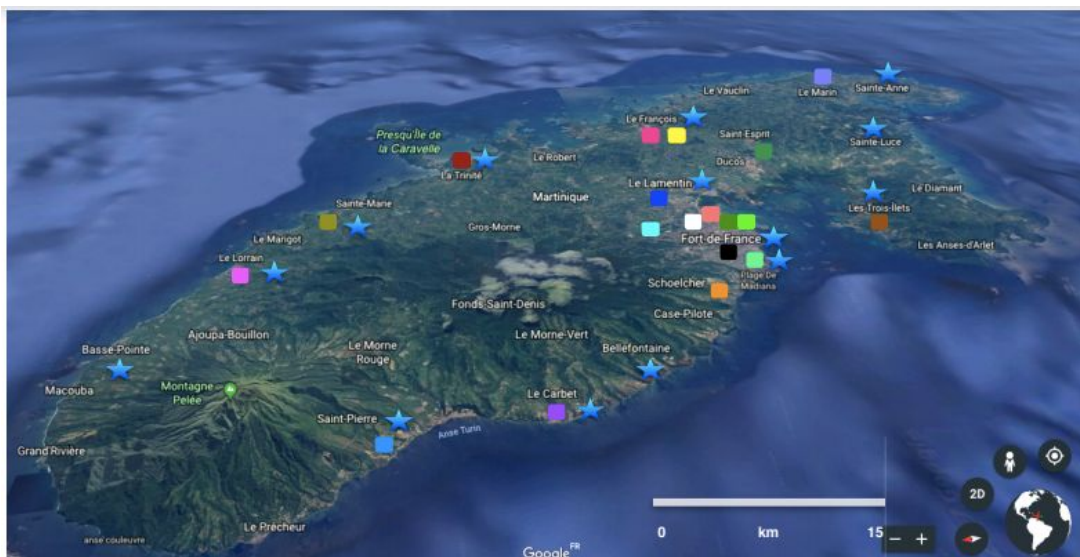 Le Vauclin
Le Marin
Sainte-Anne
Le François
Saint-Esprit
Sainte-Luce
Presqu'Île de
la Caravelle
Le Robert
Ducos
La Trinité
Le Lamentin
Le Diamant
Martinique
Sainte-Marie
Les Trois-Îlets
Gros-Morne
Le Marigot
Fort-de-France
Les Anses-d'Arlet
Le Lorrain
Plage De
Madiana
Schoelcher
Fonds-Saint-Denis
Case-Pilote
Ajoupa-Bouillon
Le Morne-Vert
Basse-Pointe
Le Morne
Rouge
Bellefontaine
Macouba
Montagne
Pelée
Le Carbet
Saint-Pierre
Anse Turin
Grand Rivière
2D
Le Prêcheur
0 km 15
anse couleuvre
Google FR